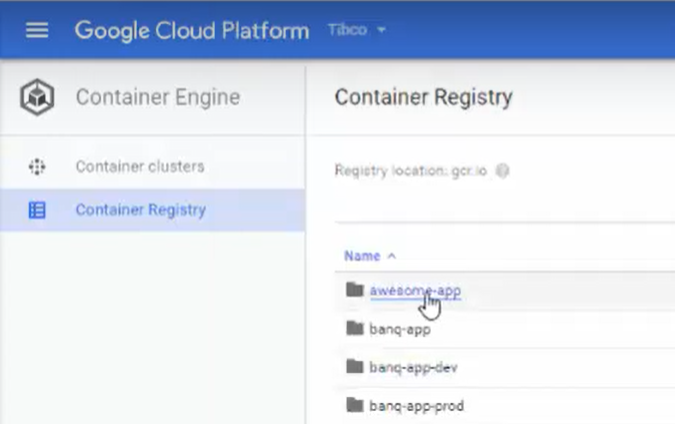 Google Cloud Platform Tibco
Container Engine
Container Registry
Container clusters
Container Registry
Registry location: gcr.io
Name
awesome-app
banq-app
banq-app-dev
banq-app-prod